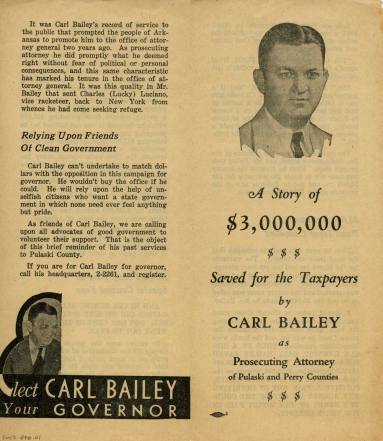 It was Carl Bailey's record of service to
the public that prompted the people of Arkan-
sas to promote him to the office of attor-
ney general two years ago. As prosecuting
attorney he did promptly what he deemed
right without fear of political or personal
consequences, and this same characteristic
has marked his tenure in the office of at-
torney general. It was this quality in Mr.
Bailey that sent Charles (Lucky) Luciano,
vice racketeer, back to New York from
whence he had come seeking refuge.
Relying Upon Friends
Of Clean Government
Carl Bailey can't undertake to match dol-
lars with the opposition in this campaign for
governor. He wouldn't buy the office if he
could. He will rely upon the help of un-
selfish citizens who want a state govern-
ment in which none need ever feel anything
but pride.
As friends of Carl Bailey, we are calling
upon all advocates of good government to
volunteer their support. That is the object
of this brief reminder of his past services
to Pulaski County.
If you are for Carl Bailey for governor,
call his headquarters, 2-2261, and register.
Elect CARL BAILEY
Your GOVERNOR
A Story of
$3,000,000
$ $ $
Saved for the Taxpayers
by
CARL BAILEY
as
Prosecuting Attorney
of Pulaski and Perry Counties
$ $ $